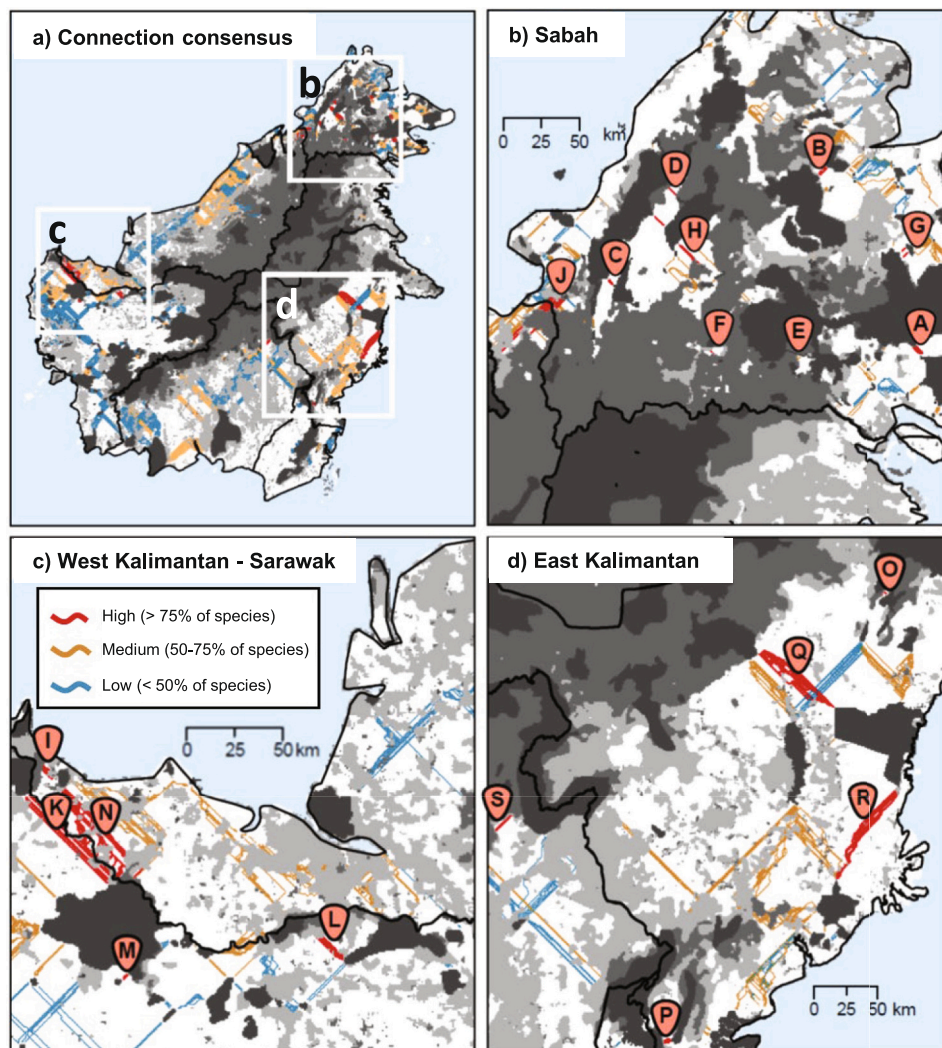 a) Connection consensus
b
c
d
b) Sabah
0 25 50 km
B
D
H
G
C
J
F
E
A
c) West Kalimantan - Sarawak
High (> 75% of species)
Medium (50-75% of species)
Low (< 50% of species)
0 25 50 km
I
K
N
L
M
d) East Kalimantan
O
Q
S
R
P
0 25 50 km